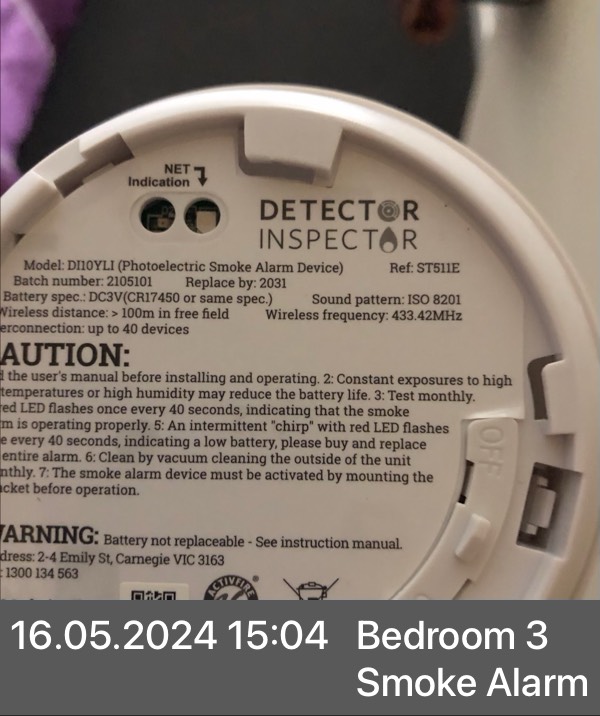 NET
Indication
DETECTOR
INSPECTOR
Model: DI10YLI (Photoelectric Smoke Alarm Device) Ref: ST511E
Batch number: 2105101 Replace by: 2031
Battery spec.: DC3V(CR17450 or same spec.) Sound pattern: ISO 8201
Wireless distance: > 100m in free field Wireless frequency: 433.42MHz
erconnection: up to 40 devices
AUTION:
d the user's manual before installing and operating. 2: Constant exposures to high
temperatures or high humidity may reduce the battery life. 3: Test monthly.
red LED flashes once every 40 seconds, indicating that the smoke
m is operating properly. 5: An intermittent "chirp" with red LED flashes
e every 40 seconds, indicating a low battery, please buy and replace
entire alarm. 6: Clean by vacuum cleaning the outside of the unit
nthly. 7: The smoke alarm device must be activated by mounting the
cket before operation.
OFF
WARNING: Battery not replaceable - See instruction manual.
dress: 2-4 Emily St, Carnegie VIC 3163
: 1300 134 563
ACTIVFIRE®
16.05.2024 15:04 Bedroom 3
Smoke Alarm